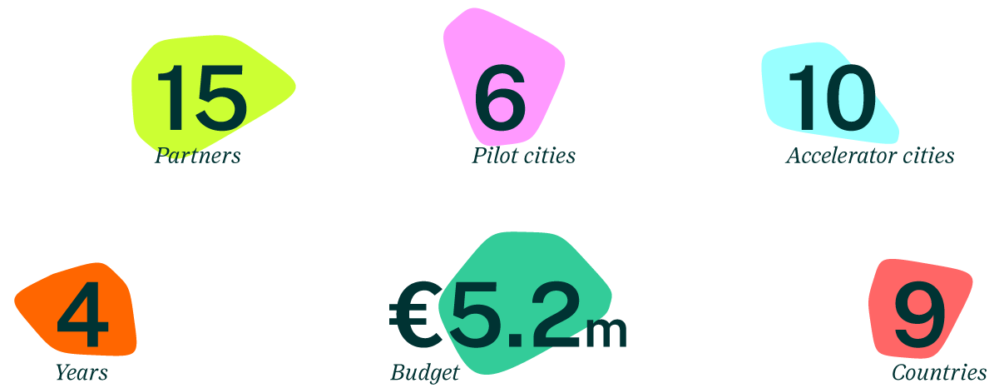 15
Partners
6
Pilot cities
10
Accelerator cities
4
Years
€5.2m
Budget
9
Countries